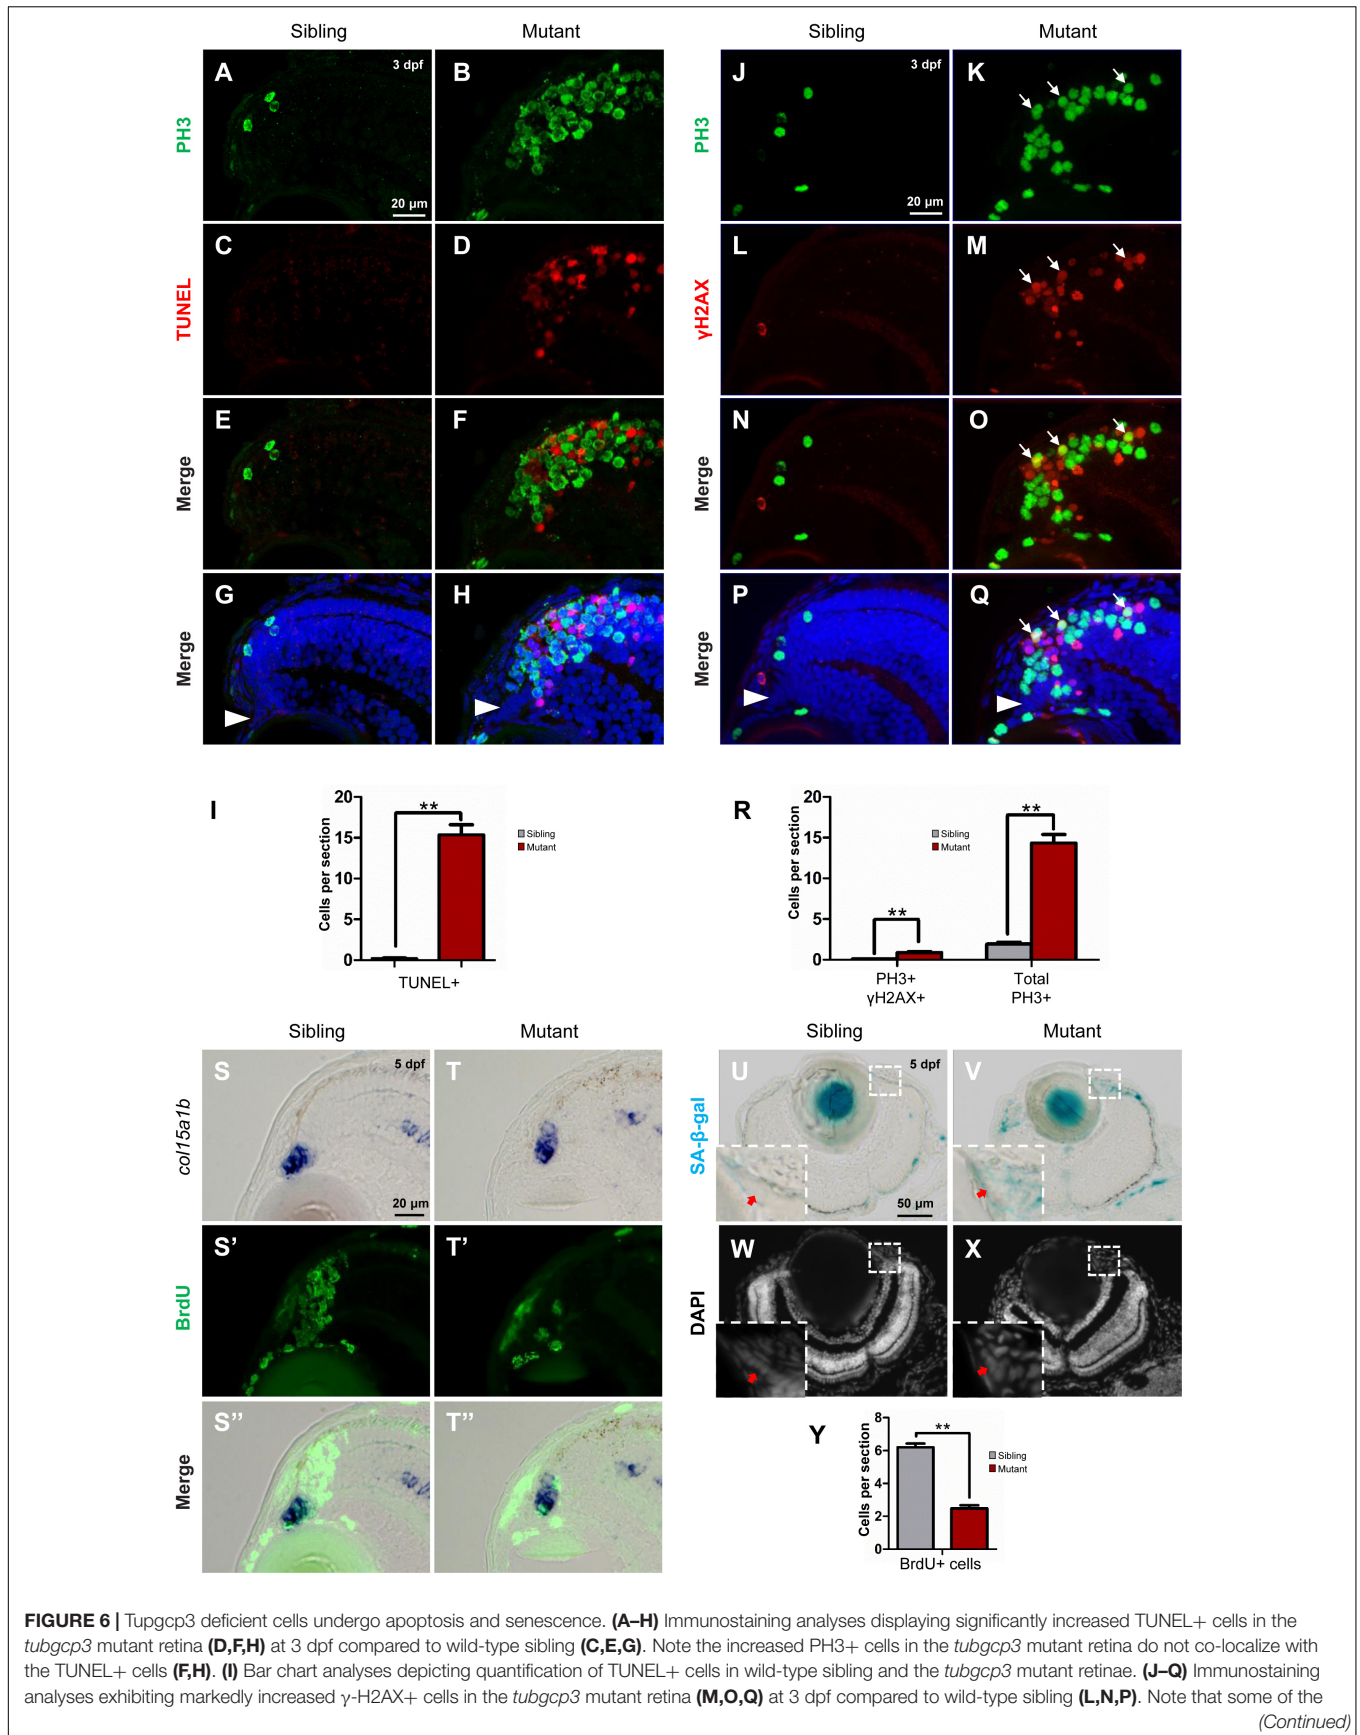 Sibling Mutant Sibling Mutant
A 3 dpf B J 3 dpf K
PH3 PH3
20 µm 20 µm
C D L M
TUNEL γH2AX
E F N O
Merge Merge
G H P Q
Merge Merge
I
20
15
10
5
0
Cells per section
**
Sibling
Mutant
TUNEL+
R
20
15
10
5
0
Cells per section
**
**
Sibling
Mutant
PH3+
γH2AX+
Total
PH3+
Sibling Mutant Sibling Mutant
S 5 dpf T U 5 dpf V
col15a1b SA-β-gal
20 µm 50 µm
S’ T’ W X
BrdU DAPI
S” T”
Merge
Y
8
6
4
2
0
Cells per section
**
Sibling
Mutant
BrdU+ cells
FIGURE 6 | Tupgcp3 deficient cells undergo apoptosis and senescence. (A–H) Immunostaining analyses displaying significantly increased TUNEL+ cells in the
tubgcp3 mutant retina (D,F,H) at 3 dpf compared to wild-type sibling (C,E,G). Note the increased PH3+ cells in the tubgcp3 mutant retina do not co-localize with
the TUNEL+ cells (F,H). (I) Bar chart analyses depicting quantification of TUNEL+ cells in wild-type sibling and the tubgcp3 mutant retinae. (J–Q) Immunostaining
analyses exhibiting markedly increased γ-H2AX+ cells in the tubgcp3 mutant retina (M,O,Q) at 3 dpf compared to wild-type sibling (L,N,P). Note that some of the
(Continued)